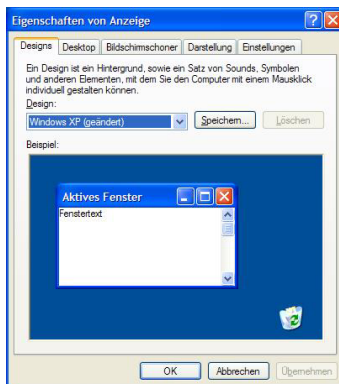 Eigenschaften von Anzeige
Designs Desktop Bildschirmschoner Darstellung Einstellungen
Ein Design ist ein Hintergrund, sowie ein Satz von Sounds, Symbolen
und anderen Elementen, mit dem Sie den Computer mit einem Mausklick
individuell gestalten können.
Design:
Windows XP (geändert) Speichern... Löschen
Beispiel:
Aktives Fenster
Fenstertext
OK Abbrechen Übernehmen